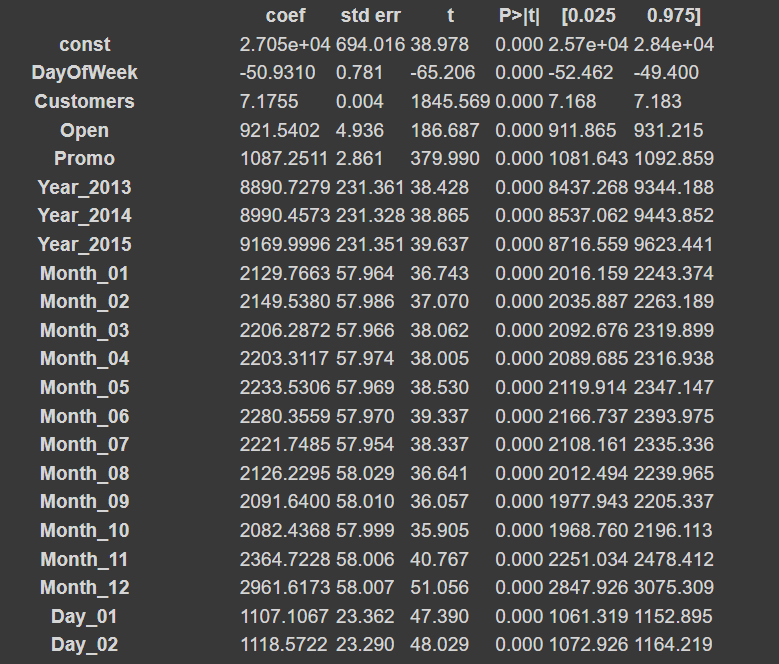 coef std err t P>|t| [0.025 0.975]
const 2.705e+04 694.016 38.978 0.000 2.57e+04 2.84e+04
DayOfWeek -50.9310 0.781 -65.206 0.000 -52.462 -49.400
Customers 7.1755 0.004 1845.569 0.000 7.168 7.183
Open 921.5402 4.936 186.687 0.000 911.865 931.215
Promo 1087.2511 2.861 379.990 0.000 1081.643 1092.859
Year_2013 8890.7279 231.361 38.428 0.000 8437.268 9344.188
Year_2014 8990.4573 231.328 38.865 0.000 8537.062 9443.852
Year_2015 9169.9996 231.351 39.637 0.000 8716.559 9623.441
Month_01 2129.7663 57.964 36.743 0.000 2016.159 2243.374
Month_02 2149.5380 57.986 37.070 0.000 2035.887 2263.189
Month_03 2206.2872 57.966 38.062 0.000 2092.676 2319.899
Month_04 2203.3117 57.974 38.005 0.000 2089.685 2316.938
Month_05 2233.5306 57.969 38.530 0.000 2119.914 2347.147
Month_06 2280.3559 57.970 39.337 0.000 2166.737 2393.975
Month_07 2221.7485 57.954 38.337 0.000 2108.161 2335.336
Month_08 2126.2295 58.029 36.641 0.000 2012.494 2239.965
Month_09 2091.6400 58.010 36.057 0.000 1977.943 2205.337
Month_10 2082.4368 57.999 35.905 0.000 1968.760 2196.113
Month_11 2364.7228 58.006 40.767 0.000 2251.034 2478.412
Month_12 2961.6173 58.007 51.056 0.000 2847.926 3075.309
Day_01 1107.1067 23.362 47.390 0.000 1061.319 1152.895
Day_02 1118.5722 23.290 48.029 0.000 1072.926 1164.219